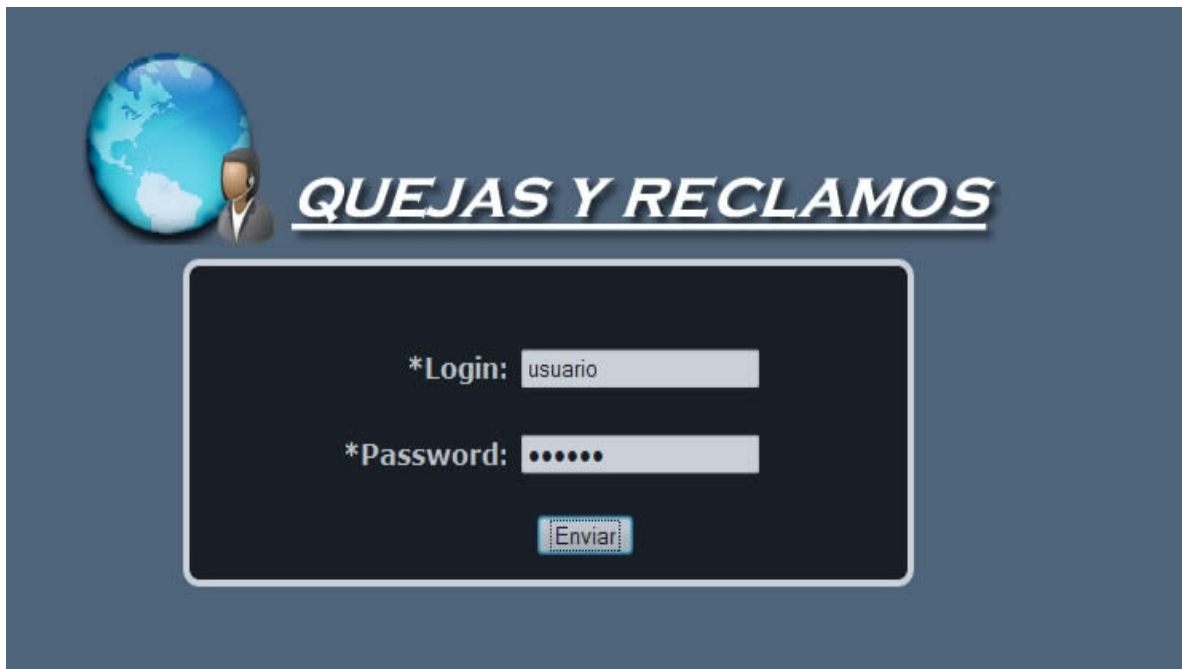 QUEJAS Y RECLAMOS
*Login: usuario
*Password: ••••••
Enviar